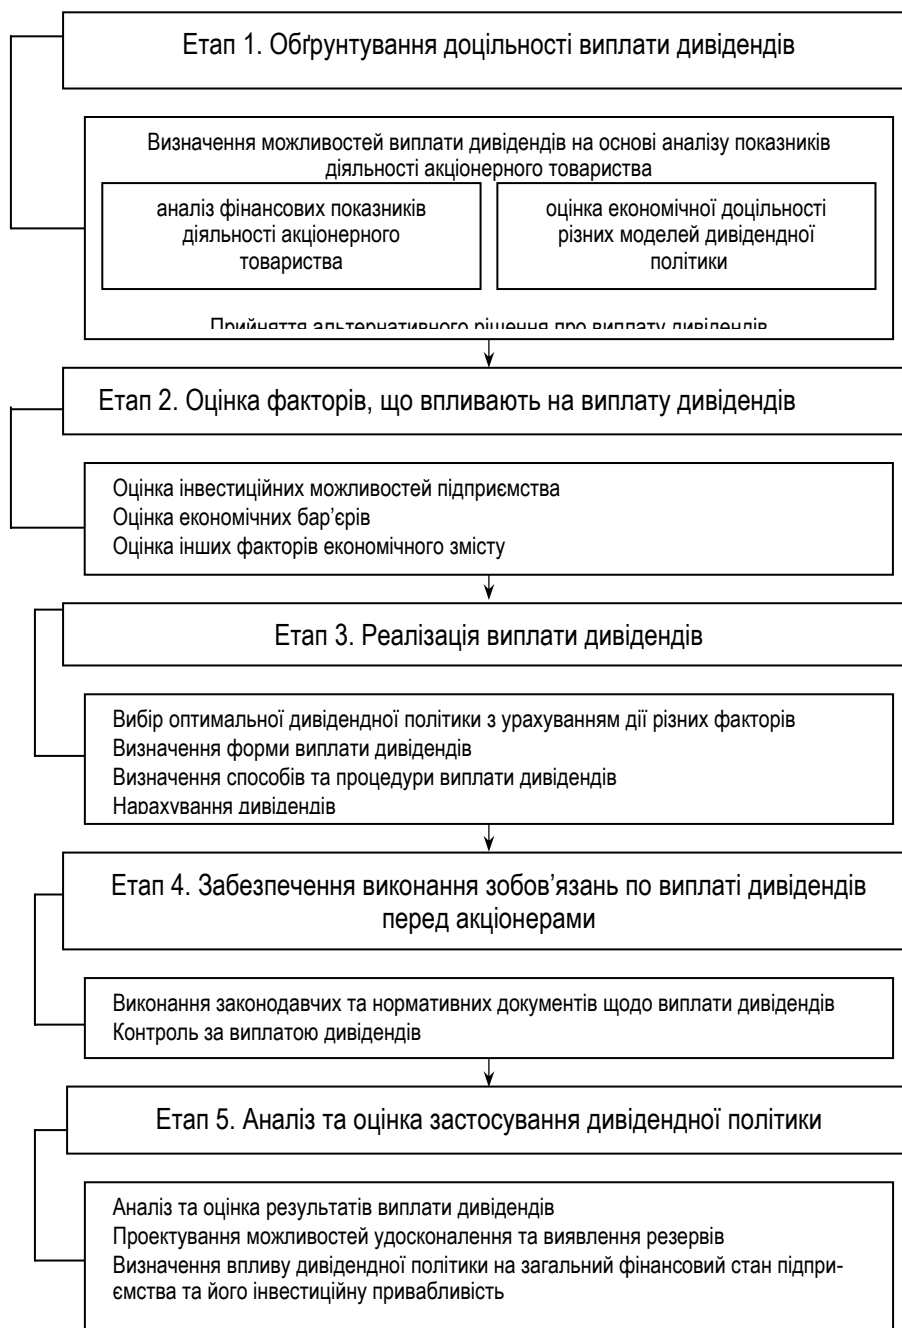 Етап 1. Обґрунтування доцільності виплати дивідендів
Визначення можливостей виплати дивідендів на основі аналізу показників
діяльності акціонерного товариства
аналіз фінансових показників
діяльності акціонерного
товариства
оцінка економічної доцільності
різних моделей дивідендної
політики
Прийняття альтернативного рішення про виплату дивідендів
Етап 2. Оцінка факторів, що впливають на виплату дивідендів
Оцінка інвестиційних можливостей підприємства
Оцінка економічних бар’єрів
Оцінка інших факторів економічного змісту
Етап 3. Реалізація виплати дивідендів
Вибір оптимальної дивідендної політики з урахуванням дії різних факторів
Визначення форми виплати дивідендів
Визначення способів та процедури виплати дивідендів
Нарахування дивідендів
Етап 4. Забезпечення виконання зобов’язань по виплаті дивідендів
перед акціонерами
Виконання законодавчих та нормативних документів щодо виплати дивідендів
Контроль за виплатою дивідендів
Етап 5. Аналіз та оцінка застосування дивідендної політики
Аналіз та оцінка результатів виплати дивідендів
Проектування можливостей удосконалення та виявлення резервів
Визначення впливу дивідендної політики на загальний фінансовий стан підпри-
ємства та його інвестиційну привабливість